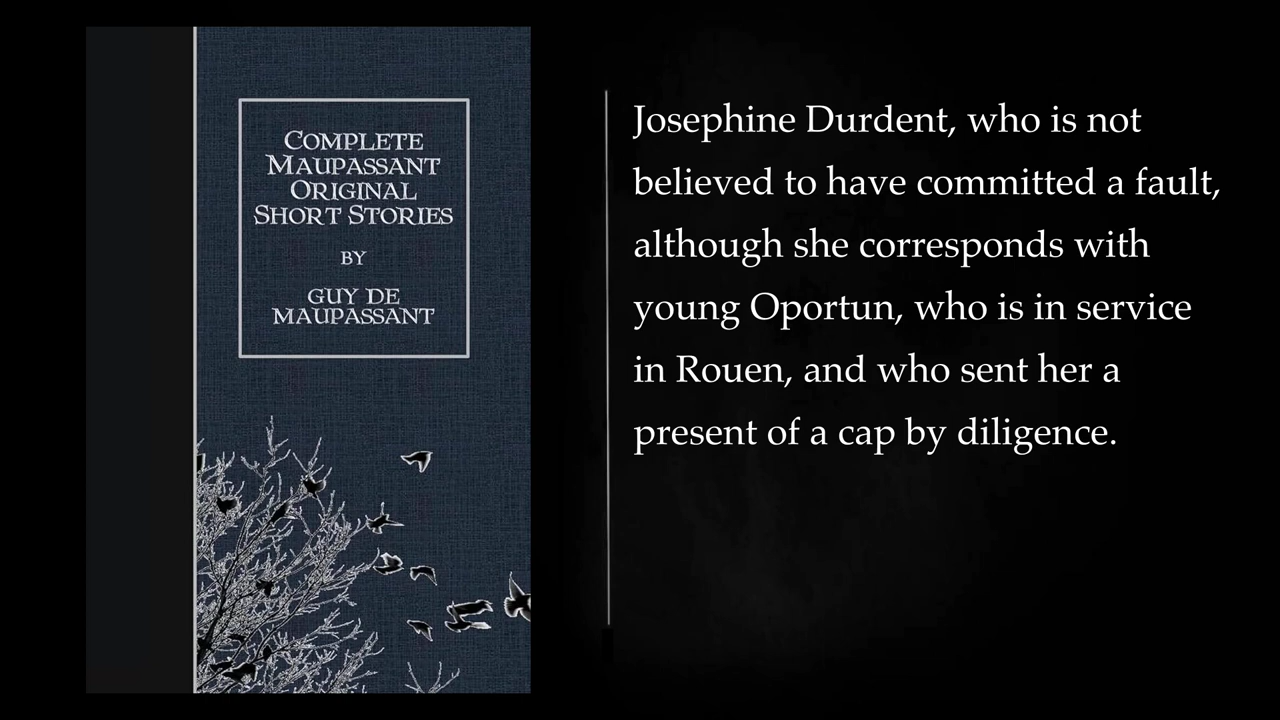 COMPLETE
MAUPASSANT
ORIGINAL
SHORT STORIES
BY
GUY DE
MAUPASSANT
Josephine Durdent, who is not
believed to have committed a fault,
although she corresponds with
young Oportun, who is in service
in Rouen, and who sent her a
present of a cap by diligence.